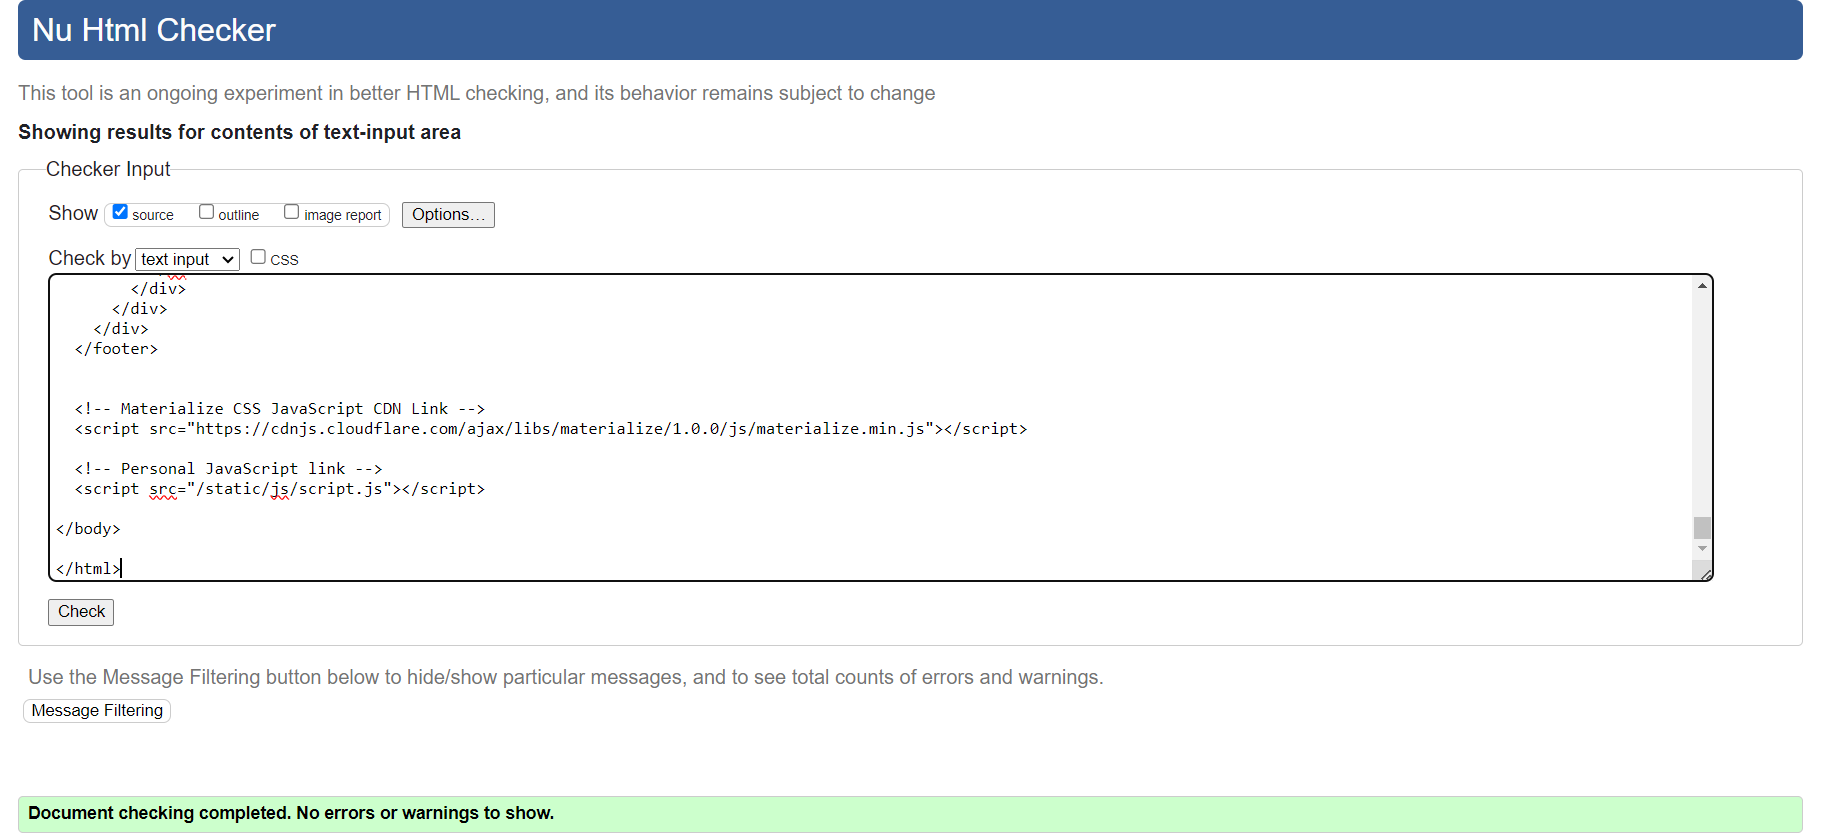 Nu Html Checker
This tool is an ongoing experiment in better HTML checking, and its behavior remains subject to change
Showing results for contents of text-input area
Checker Input
Show source outline image report Options...
Check by text input CSS
</div>
</div>
</div>
</footer>
<!-- Materialize CSS JavaScript CDN Link -->
<script src="https://cdnjs.cloudflare.com/ajax/libs/materialize/1.0.0/js/materialize.min.js"></script>
<!-- Personal JavaScript link -->
<script src="/static/js/script.js"></script>
</body>
</html>
Check
Use the Message Filtering button below to hide/show particular messages, and to see total counts of errors and warnings.
Message Filtering
Document checking completed. No errors or warnings to show.